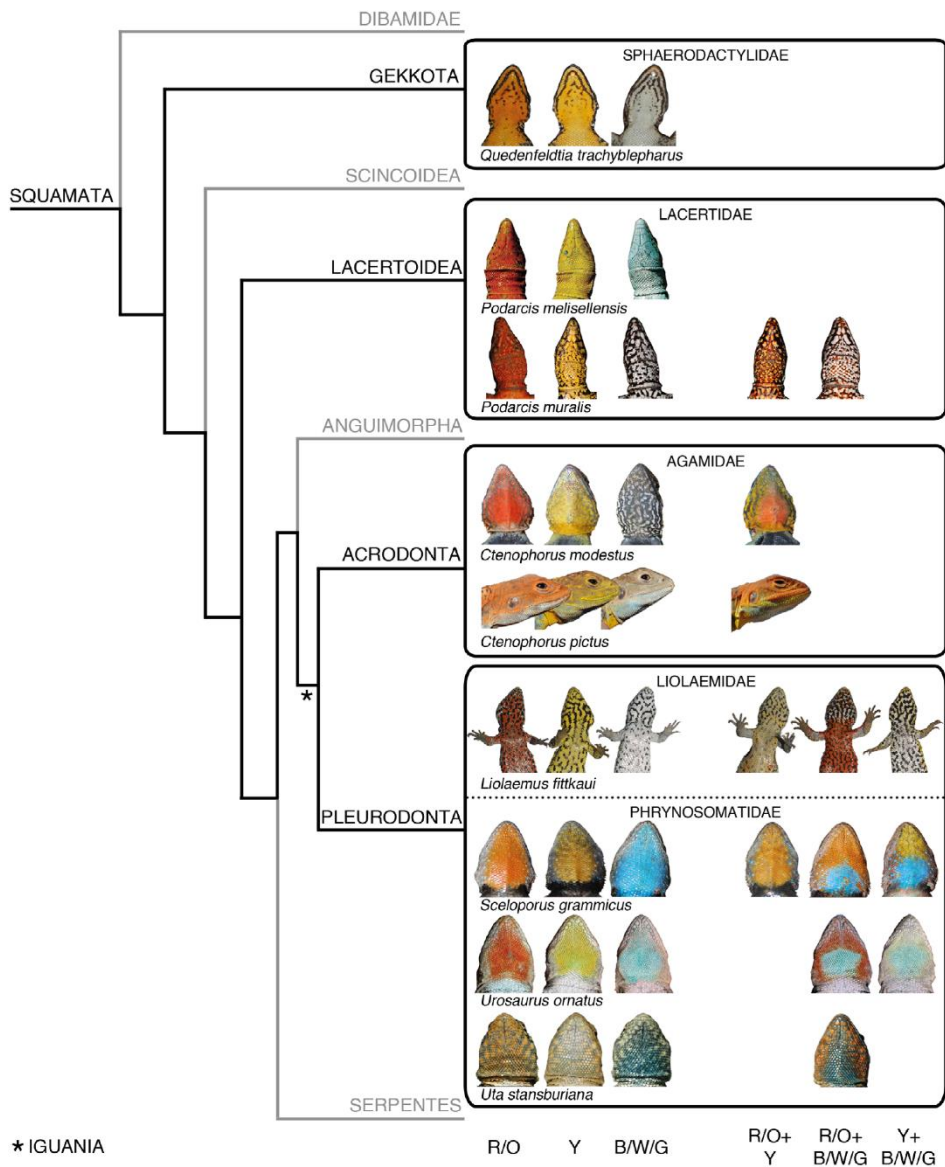 DIBAMIDAE
SPHAERODACTYLIDAE
GEKKOTA
Quedenfeldtia trachyblepharus
SCINCOIDEA
SQUAMATA
LACERTIDAE
LACERTOIDEA
Podarcis melisellensis
Podarcis muralis
ANGUIMORPHA
AGAMIDAE
ACRODONTA
Ctenophorus modestus
Ctenophorus pictus
*
LIOLAEMIDAE
Liolaemus fittkaui
PLEURODONTA
PHRYNOSOMATIDAE
Sceloporus grammicus
Urosaurus ornatus
Uta stansburiana
SERPENTES
* IGUANIA
R/O
Y
B/W/G
R/O+
Y
R/O+
B/W/G
Y+
B/W/G